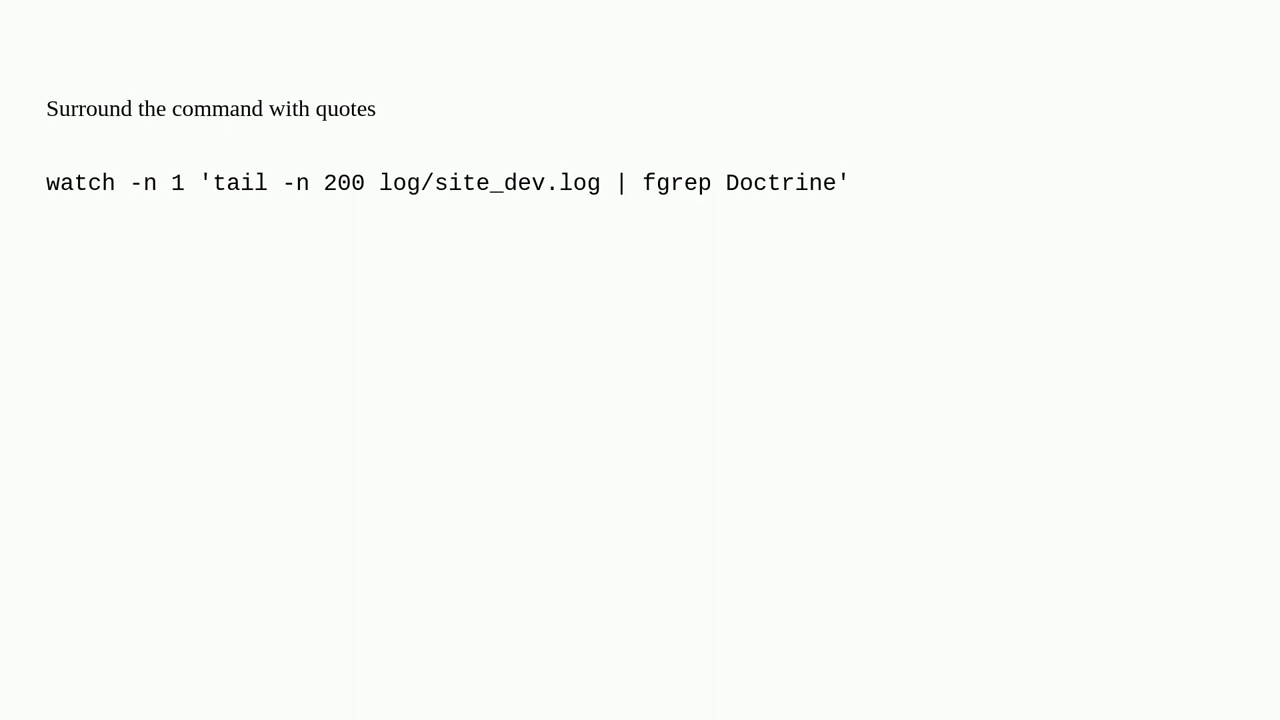 Surround the command with quotes
watch -n 1 'tail -n 200 log/site_dev.log | fgrep Doctrine'